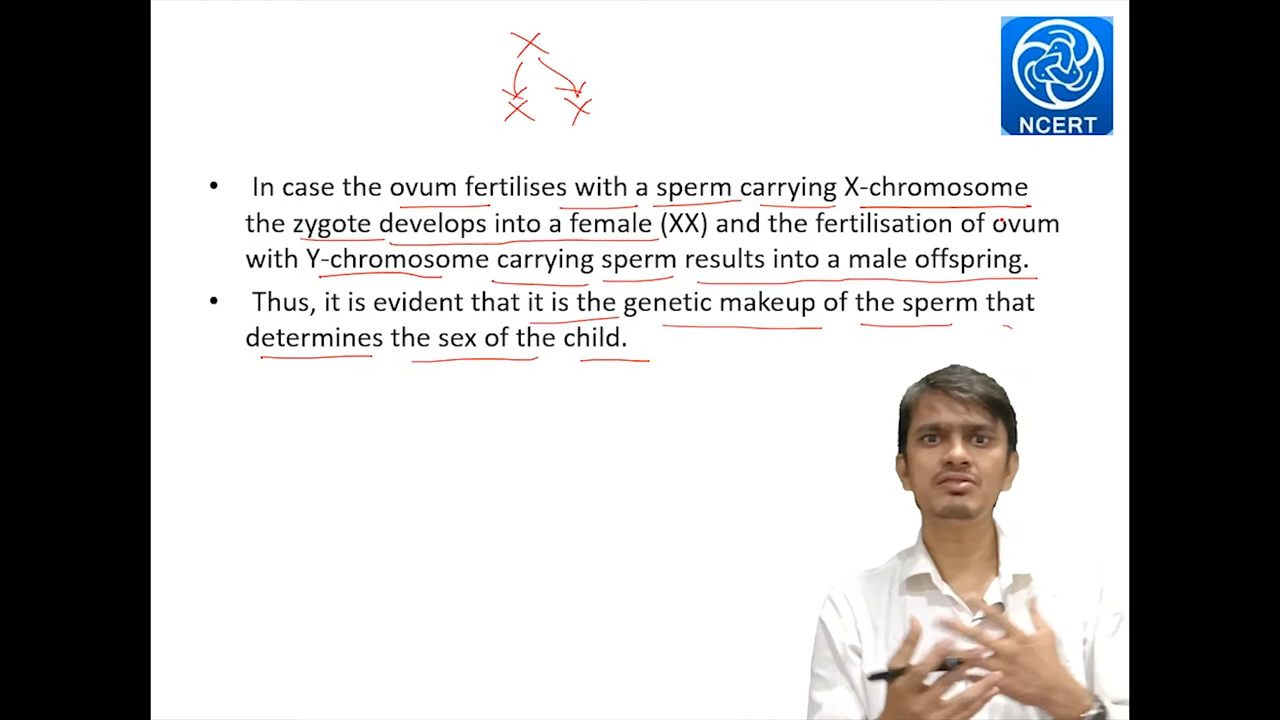 X
X X
NCERT
• In case the ovum fertilises with a sperm carrying X-chromosome
the zygote develops into a female (XX) and the fertilisation of ovum
with Y-chromosome carrying sperm results into a male offspring.
• Thus, it is evident that it is the genetic makeup of the sperm that
determines the sex of the child.